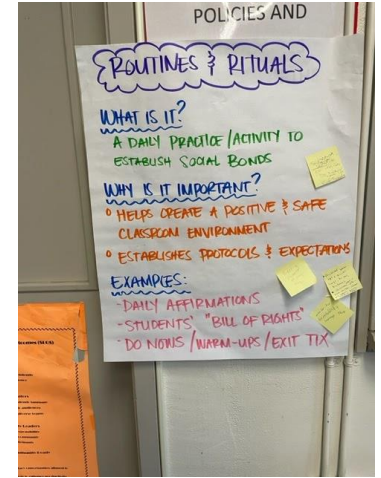 POLICIES AND
ROUTINES & RITUALS
WHAT IS IT?
A DAILY PRACTICE/ACTIVITY TO
ESTABLISH SOCIAL BONDS
WHY IS IT IMPORTANT?
° HELPS CREATE A POSITIVE & SAFE
CLASSROOM ENVIRONMENT
° ESTABLISHES PROTOCOLS & EXPECTATIONS
EXAMPLES:
-DAILY AFFIRMATIONS
-STUDENTS' "BILL OF RIGHTS"
-DO NOWS/WARM-UPS/EXIT TIX